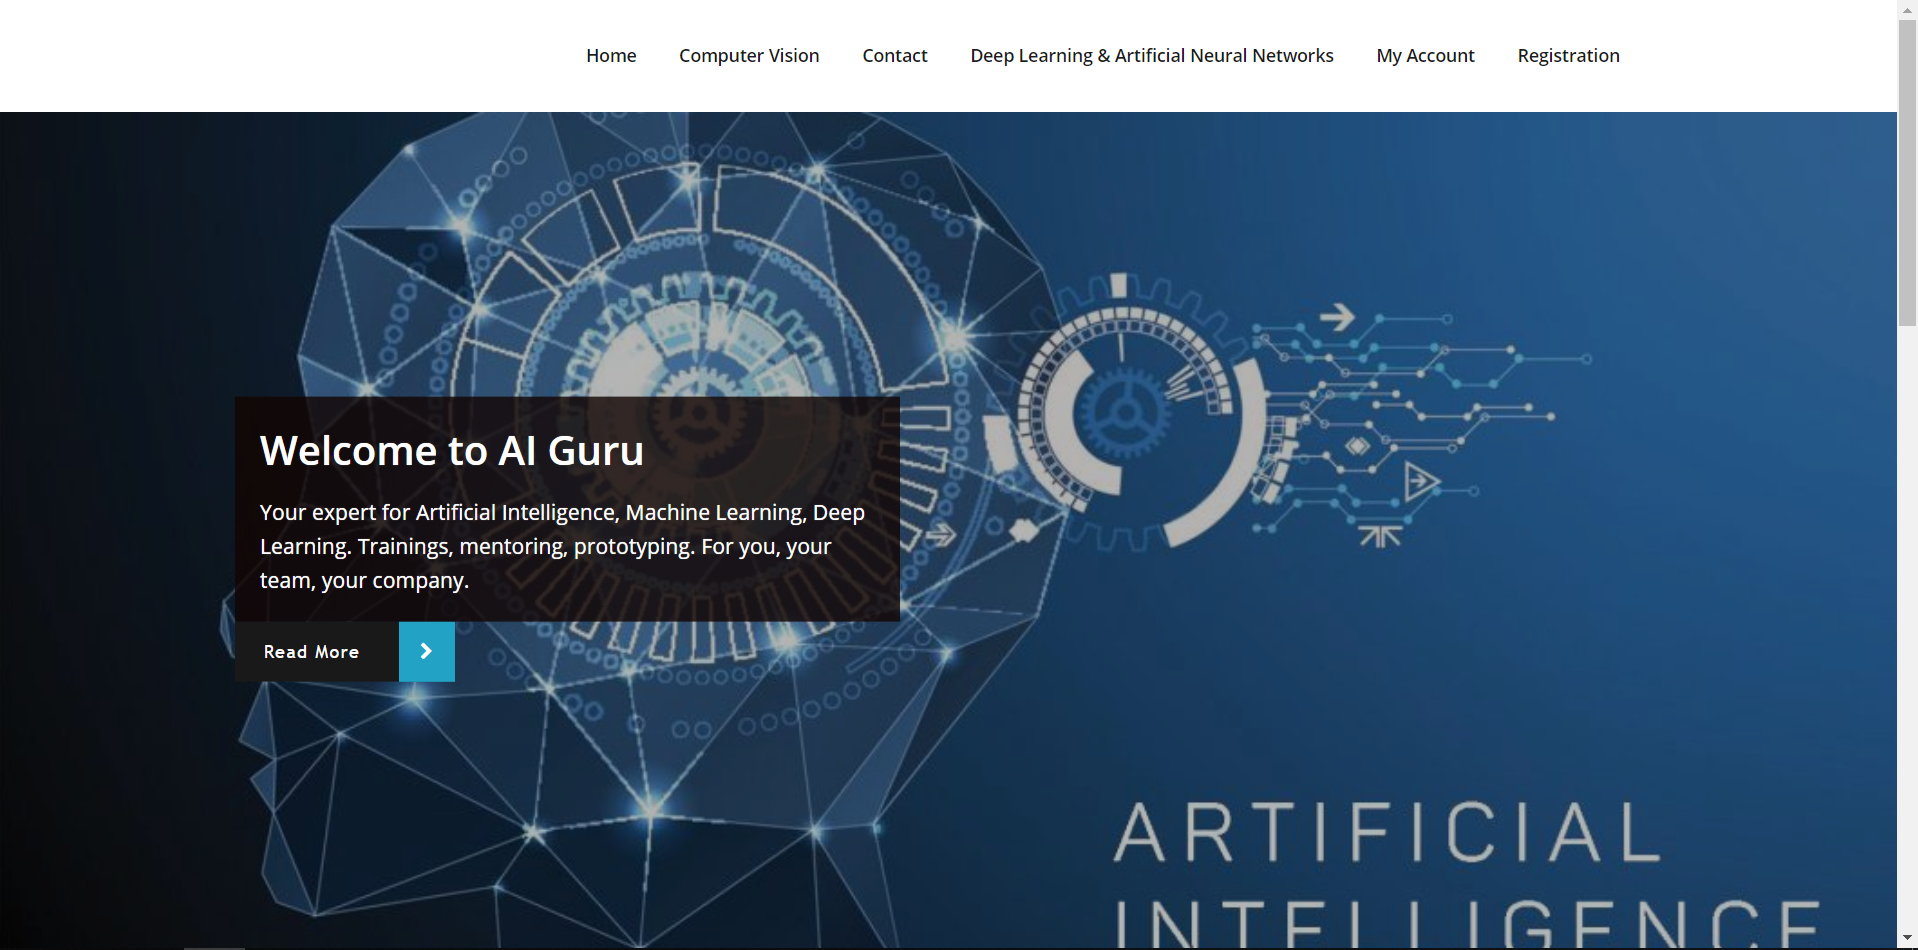 Home Computer Vision Contact Deep Learning & Artificial Neural Networks My Account Registration
Welcome to AI Guru
Your expert for Artificial Intelligence, Machine Learning, Deep
Learning. Trainings, mentoring, prototyping. For you, your
team, your company.
Read More
ARTIFICIAL
INTELLIGENCE